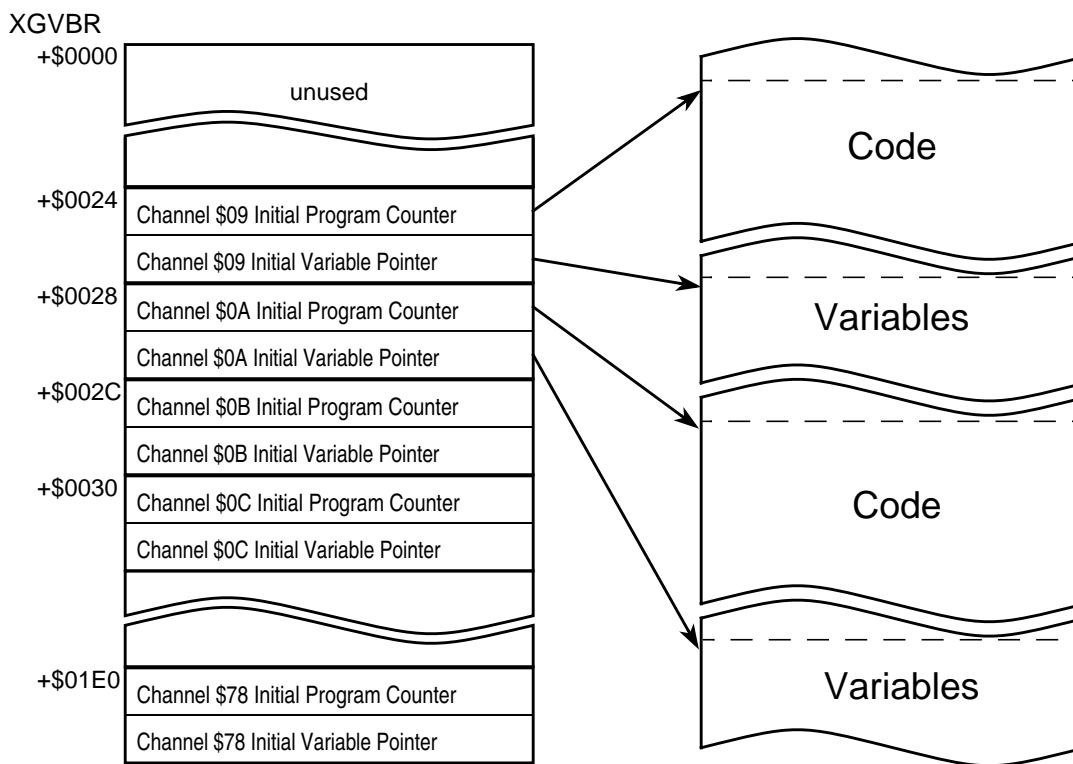 XGVBR
+$0000
unused
+$0024
Channel $09 Initial Program Counter
Channel $09 Initial Variable Pointer
+$0028
Channel $0A Initial Program Counter
Channel $0A Initial Variable Pointer
+$002C
Channel $0B Initial Program Counter
Channel $0B Initial Variable Pointer
+$0030
Channel $0C Initial Program Counter
Channel $0C Initial Variable Pointer
+$01E0
Channel $78 Initial Program Counter
Channel $78 Initial Variable Pointer
Code
Variables
Code
Variables